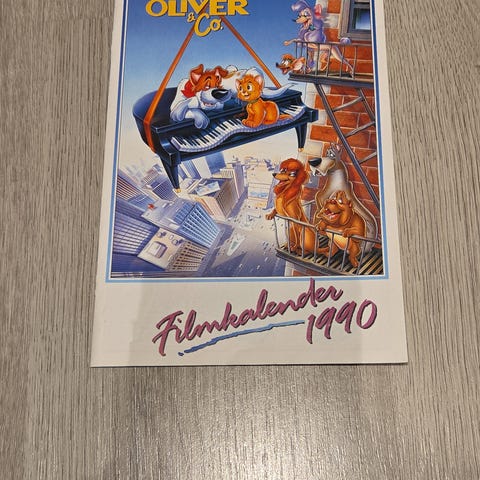 OLIVER
& Co.
Filmkalender
1990